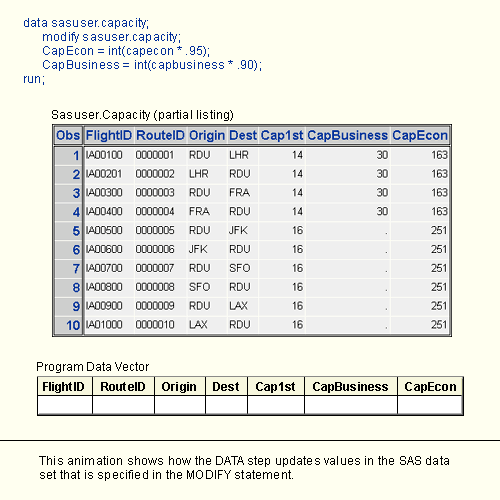 data sasuser.capacity;
modify sasuser.capacity;
CapEcon = int(capecon * .95);
CapBusiness = int(capbusiness * .90);
run;
Sasuser.Capacity (partial listing)
Obs FlightID RouteID Origin Dest Cap1st CapBusiness CapEcon
1 IA00100 0000001 RDU LHR 14 30 163
2 IA00201 0000002 LHR RDU 14 30 163
3 IA00300 0000003 RDU FRA 14 30 163
4 IA00400 0000004 FRA RDU 14 30 163
5 IA00500 0000005 RDU JFK 16 . 251
6 IA00600 0000006 JFK RDU 16 . 251
7 IA00700 0000007 RDU SFO 16 . 251
8 IA00800 0000008 SFO RDU 16 . 251
9 IA00900 0000009 RDU LAX 16 . 251
10 IA01000 0000010 LAX RDU 16 . 251
Program Data Vector
FlightID RouteID Origin Dest Cap1st CapBusiness CapEcon
This animation shows how the DATA step updates values in the SAS data
set that is specified in the MODIFY statement.